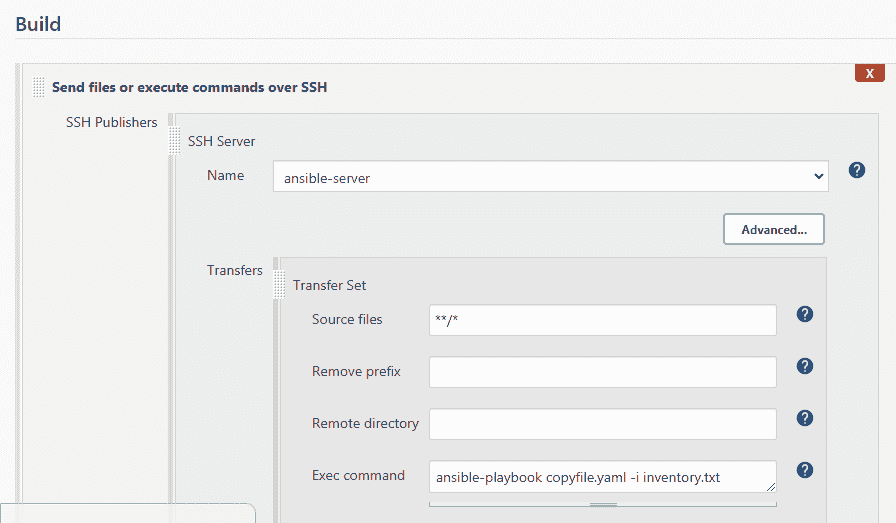 Build
X
Send files or execute commands over SSH
SSH Publishers
SSH Server
Name
ansible-server
?
Advanced...
Transfers
Transfer Set
Source files
**/*
?
Remove prefix
?
Remote directory
?
Exec command
ansible-playbook copyfile.yaml -i inventory.txt
?